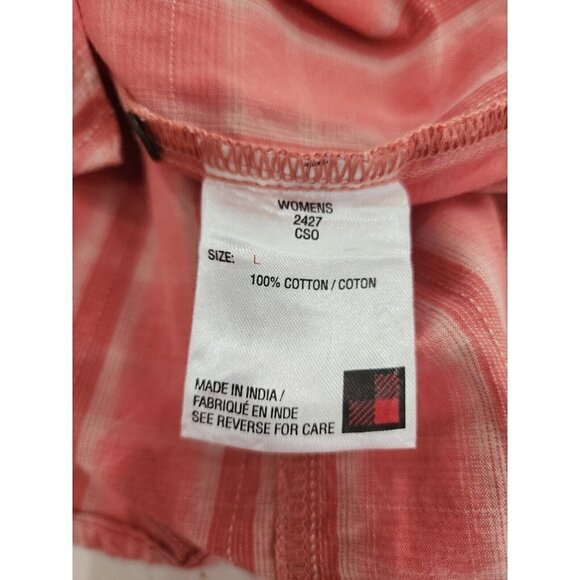 WOMENS
2427
CSO
SIZE: L
100% COTTON / COTON
MADE IN INDIA /
FABRIQUÉ EN INDE
SEE REVERSE FOR CARE